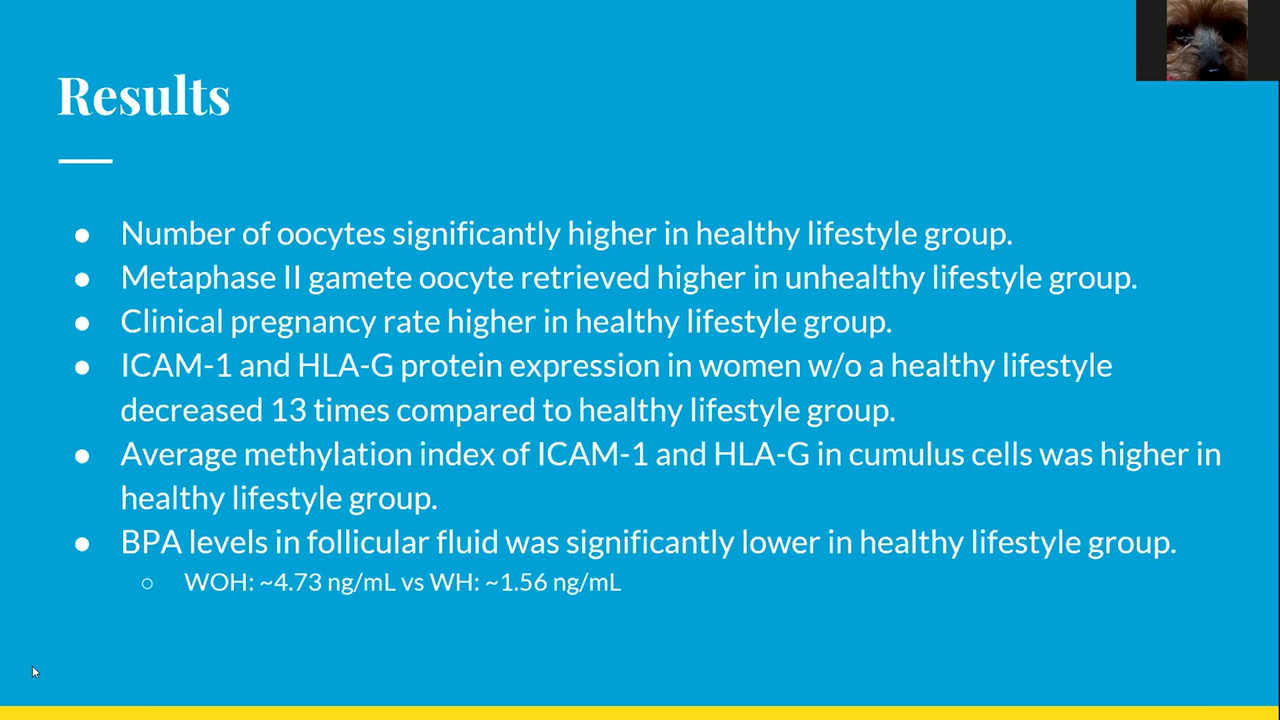 Results
● Number of oocytes significantly higher in healthy lifestyle group.
● Metaphase II gamete oocyte retrieved higher in unhealthy lifestyle group.
● Clinical pregnancy rate higher in healthy lifestyle group.
● ICAM-1 and HLA-G protein expression in women w/o a healthy lifestyle
decreased 13 times compared to healthy lifestyle group.
● Average methylation index of ICAM-1 and HLA-G in cumulus cells was higher in
healthy lifestyle group.
● BPA levels in follicular fluid was significantly lower in healthy lifestyle group.
○ WOH: ~4.73 ng/mL vs WH: ~1.56 ng/mL